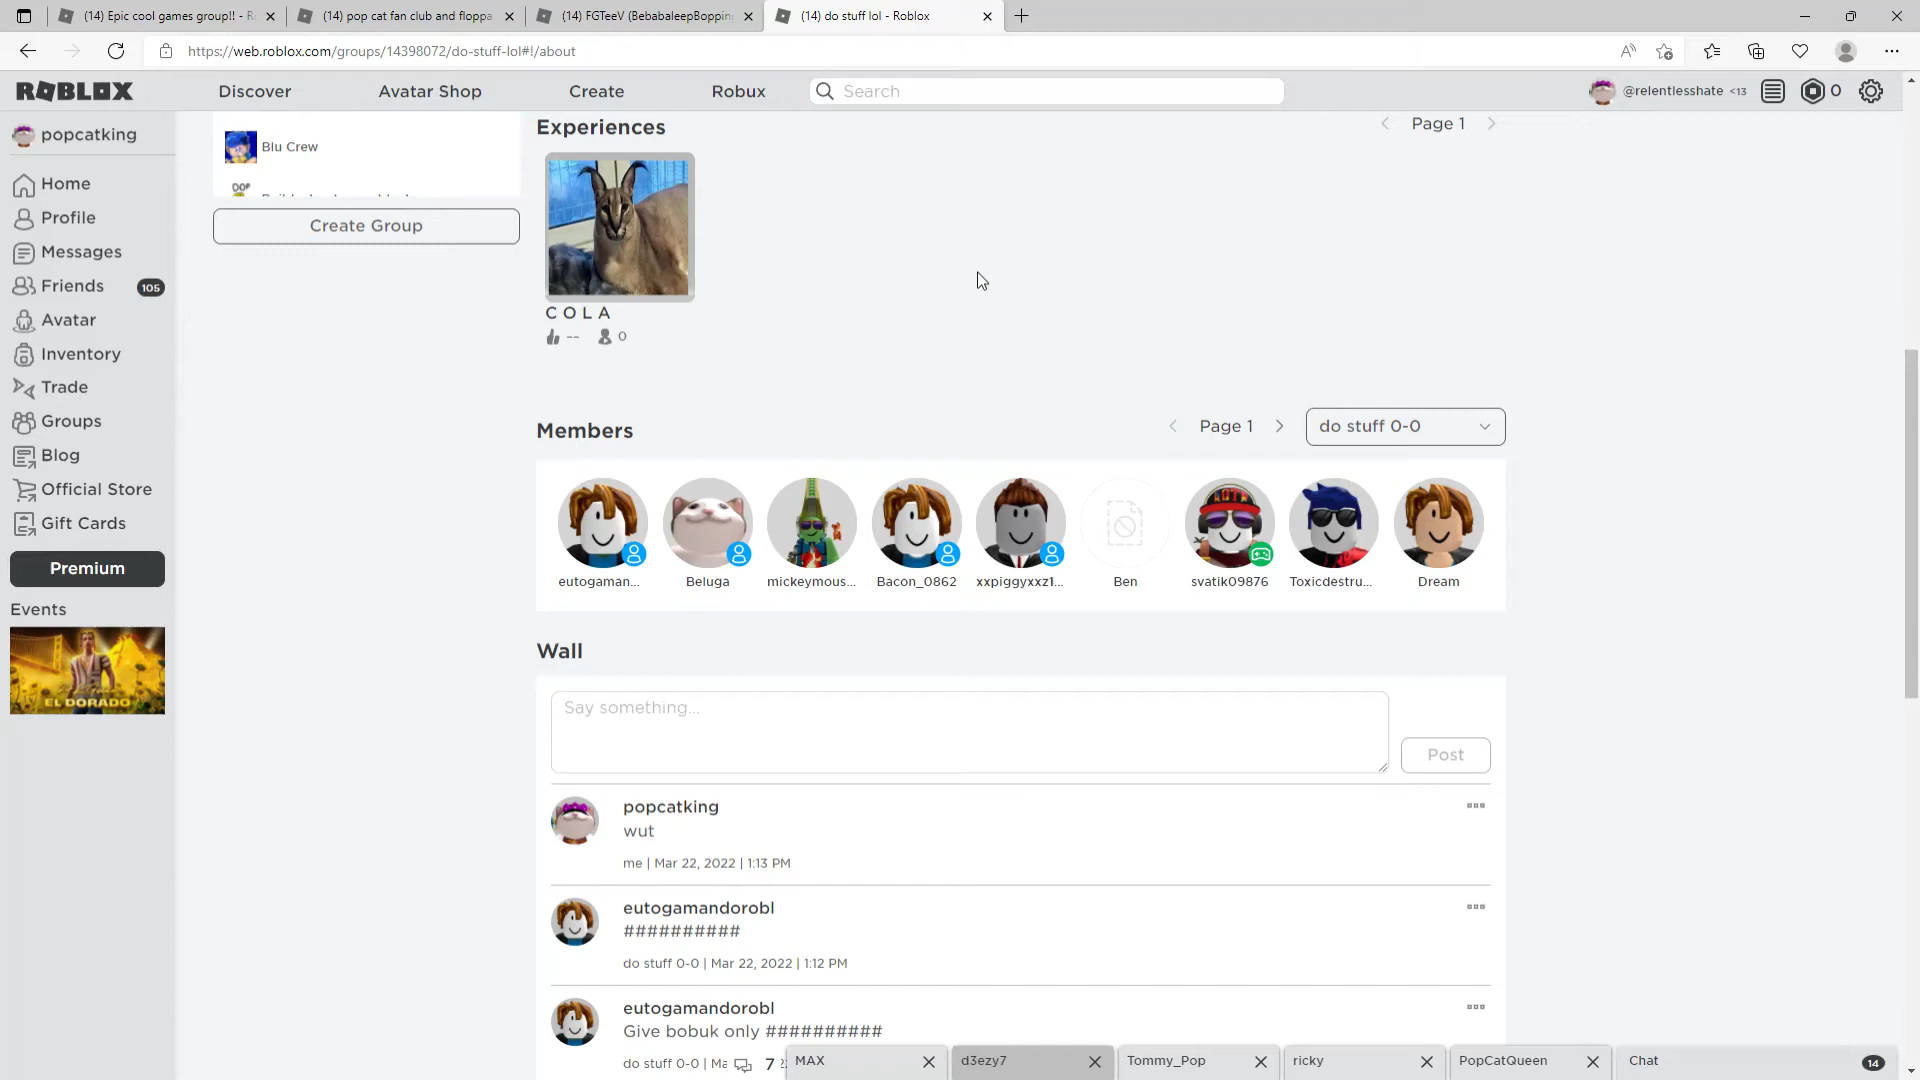 (14) Epic cool games group!! - R
(14) pop cat fan club and floppa
(14) FGTeeV (BebabaleepBopping
(14) do stuff lol - Roblox
https://web.roblox.com/groups/14398072/do-stuff-lol#!/about
ROBLOX
Discover
Avatar Shop
Create
Robux
Search
@relentlesshate <13
0
popcatking
Home
Profile
Messages
Friends 105
Avatar
Inventory
Trade
Groups
Blog
Official Store
Gift Cards
Premium
Events
EL DORADO
Blu Crew
Create Group
Experiences
Page 1
C O L A
-- 0
Members
Page 1
do stuff 0-0
eutogaman...
Beluga
mickeymous...
Bacon_0862
xxpiggyxxz1...
Ben
svatik09876
Toxicdestru...
Dream
Wall
Say something...
Post
popcatking
wut
me | Mar 22, 2022 | 1:13 PM
eutogamandorobl
##########
do stuff 0-0 | Mar 22, 2022 | 1:12 PM
eutogamandorobl
Give bobuk only ##########
do stuff 0-0 | Ma
7
MAX
d3ezy7
Tommy_Pop
ricky
PopCatQueen
Chat
14